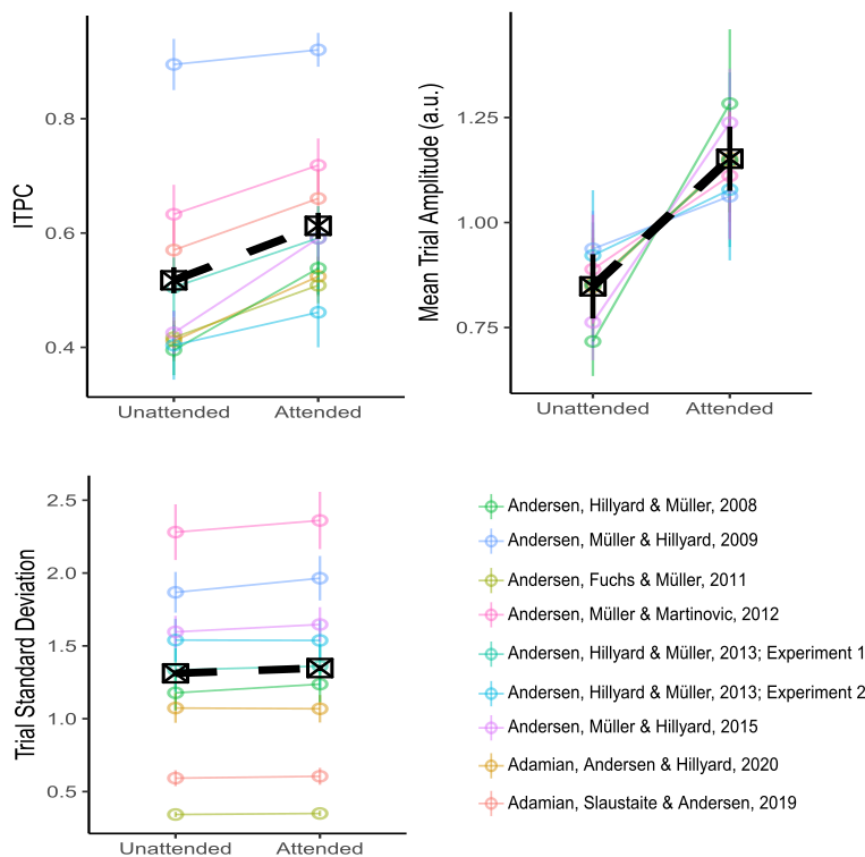 ITPC
0.8
0.6
0.4
Unattended
Attended
Mean Trial Amplitude (a.u.)
1.25
1.00
0.75
Unattended
Attended
Trial Standard Deviation
2.5
2.0
1.5
1.0
0.5
Unattended
Attended
Andersen, Hillyard & Müller, 2008
Andersen, Müller & Hillyard, 2009
Andersen, Fuchs & Müller, 2011
Andersen, Müller & Martinovic, 2012
Andersen, Hillyard & Müller, 2013; Experiment 1
Andersen, Hillyard & Müller, 2013; Experiment 2
Andersen, Müller & Hillyard, 2015
Adamian, Andersen & Hillyard, 2020
Adamian, Slaustaite & Andersen, 2019